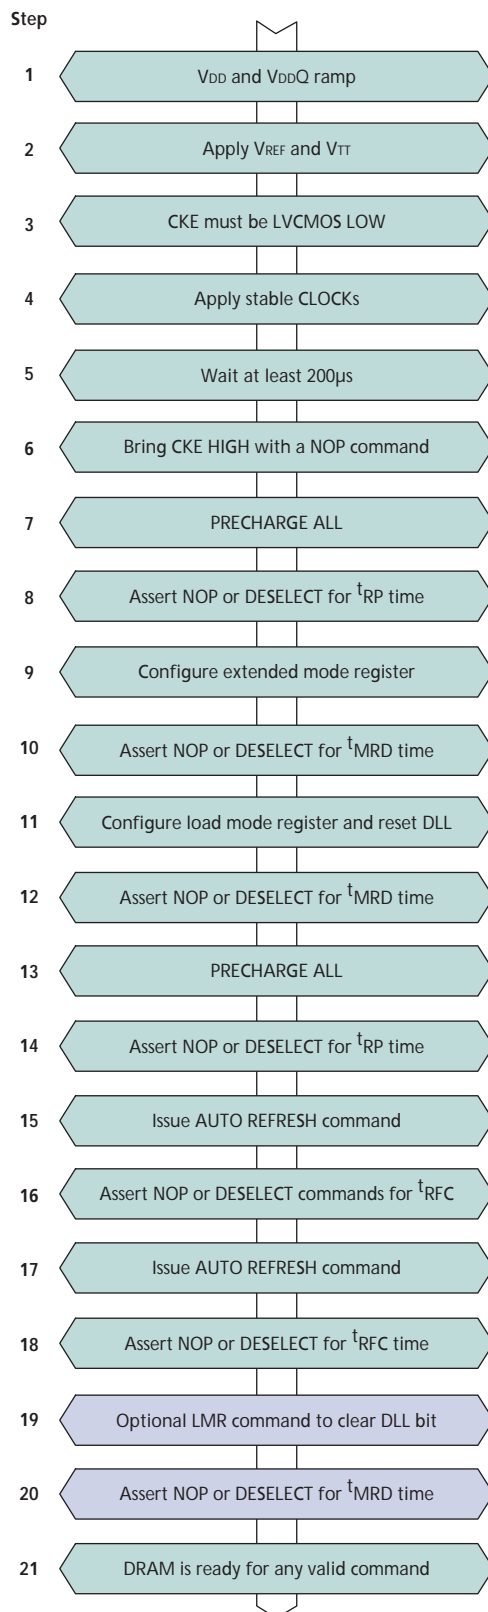 Step
1 VDD and VDDQ ramp
2 Apply VREF and VTT
3 CKE must be LVCMOS LOW
4 Apply stable CLOCKs
5 Wait at least 200µs
6 Bring CKE HIGH with a NOP command
7 PRECHARGE ALL
8 Assert NOP or DESELECT for tRP time
9 Configure extended mode register
10 Assert NOP or DESELECT for tMRD time
11 Configure load mode register and reset DLL
12 Assert NOP or DESELECT for tMRD time
13 PRECHARGE ALL
14 Assert NOP or DESELECT for tRP time
15 Issue AUTO REFRESH command
16 Assert NOP or DESELECT commands for tRFC
17 Issue AUTO REFRESH command
18 Assert NOP or DESELECT for tRFC time
19 Optional LMR command to clear DLL bit
20 Assert NOP or DESELECT for tMRD time
21 DRAM is ready for any valid command